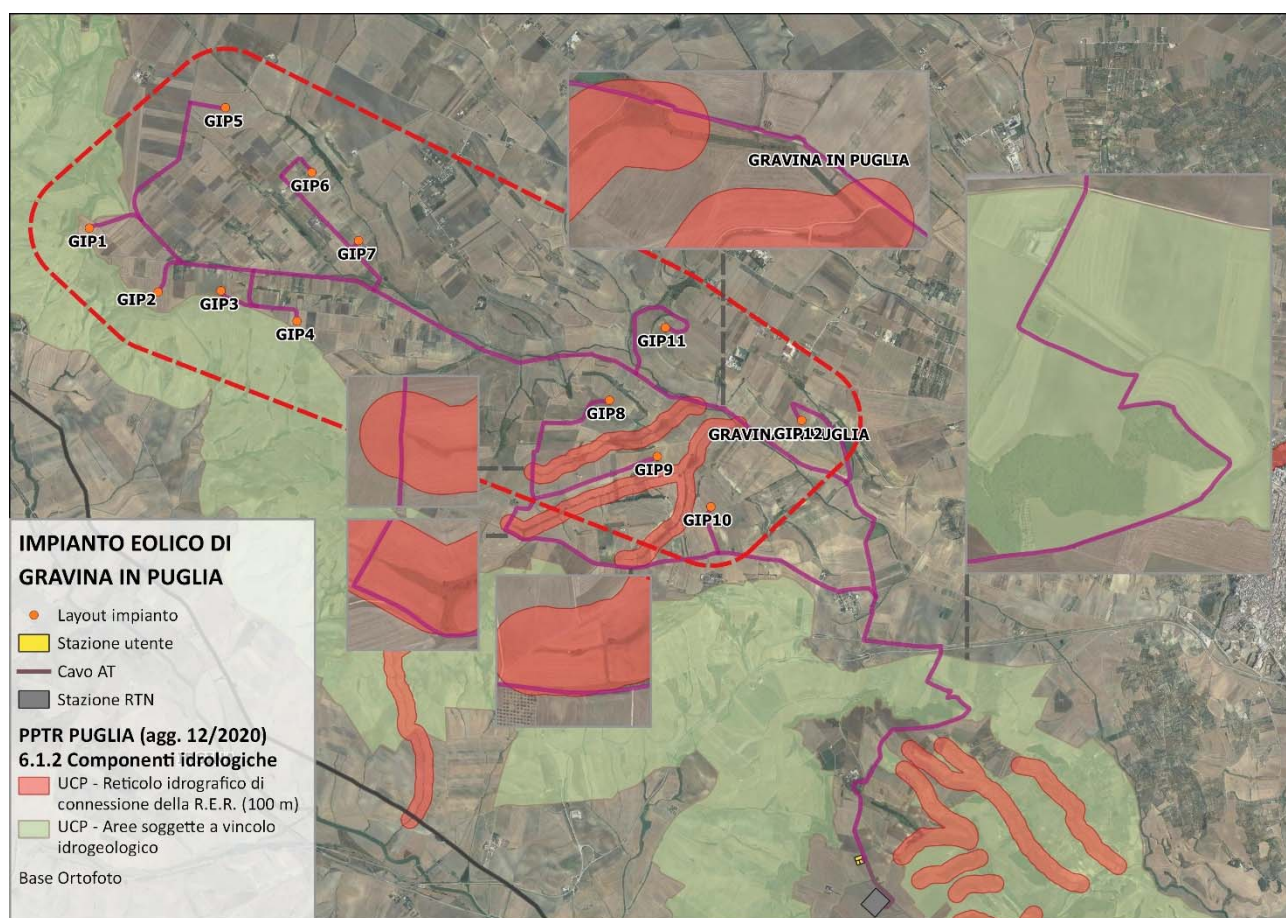 GIP5
GRAVINA IN PUGLIA
GIP6
GIP1
GIP7
GIP2
GIP3
GIP4
GIP11
GIP8
GIP12
GIP9
GIP10
IMPIANTO EOLICO DI
GRAVINA IN PUGLIA
Layout impianto
Stazione utente
Cavo AT
Stazione RTN
PPTR PUGLIA (agg. 12/2020)
6.1.2 Componenti idrologiche
UCP - Reticolo idrografico di
connessione della R.E.R. (100 m)
UCP - Aree soggette a vincolo
idrogeologico
Base Ortofoto